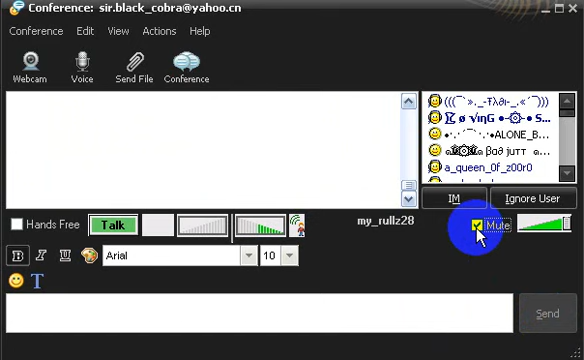 Conference: sir.black_cobra@yahoo.cn
Conference Edit View Actions Help
Webcam Voice Send File Conference
a_queen_0f_z00r0
IM Ignore User
Hands Free Talk my_rullz28 Mute
B I U Arial 10
T
Send